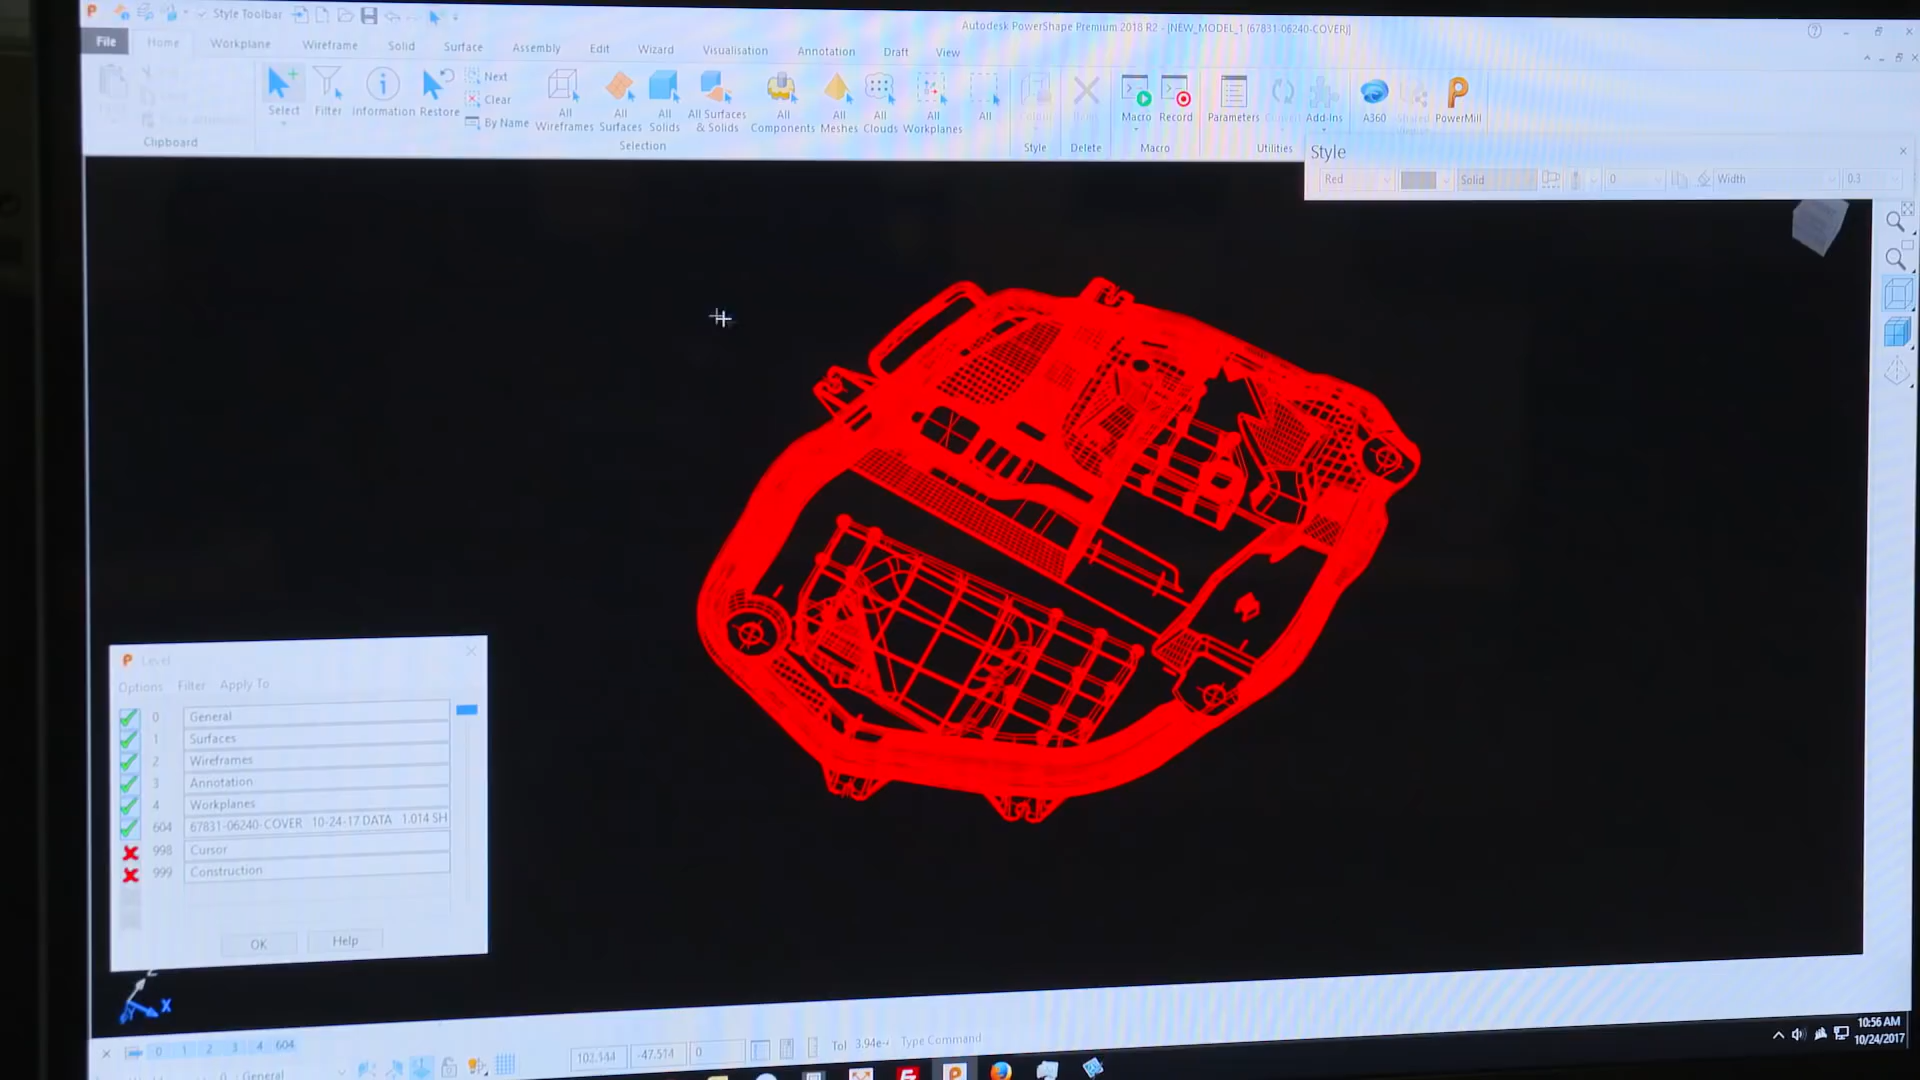 Style Toolbar
Autodesk PowerShape Premium 2018 R2 - [NEW_MODEL_1 (67831-06240-COVER)]
File Home Workplane Wireframe Solid Surface Assembly Edit Wizard Visualisation Annotation Draft View
Select Filter Information Restore
Next
Clear
By Name
All Wireframes
All Surfaces
All Solids
All Surfaces & Solids
All Components
All Meshes
All Clouds
All Workplanes
All
Macro Record Parameters Add-Ins A360 PowerMill
Clipboard Selection Style Delete Macro Utilities
Style
Red Solid 0 Width 0.3
Level
Options Filter Apply To
0 General
1 Surfaces
2 Wireframes
3 Annotation
4 Workplanes
604 67831-06240-COVER 10-24-17 DATA 1.014 SH
998 Cursor
999 Construction
OK Help
X
0 1 2 3 4 604
0 : General
-47.514 0 Tol 3.94e-4 Type Command
10:56 AM
10/24/2017